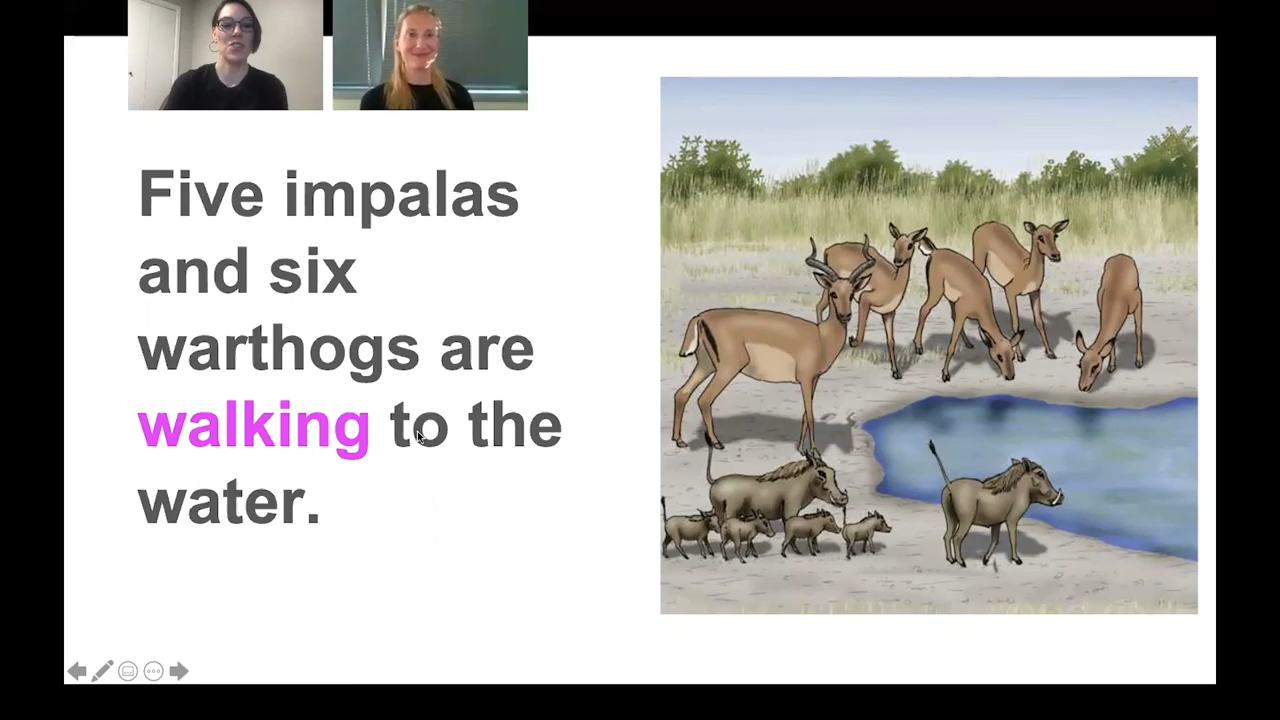 Five impalas
and six
warthogs are
walking to the
water.